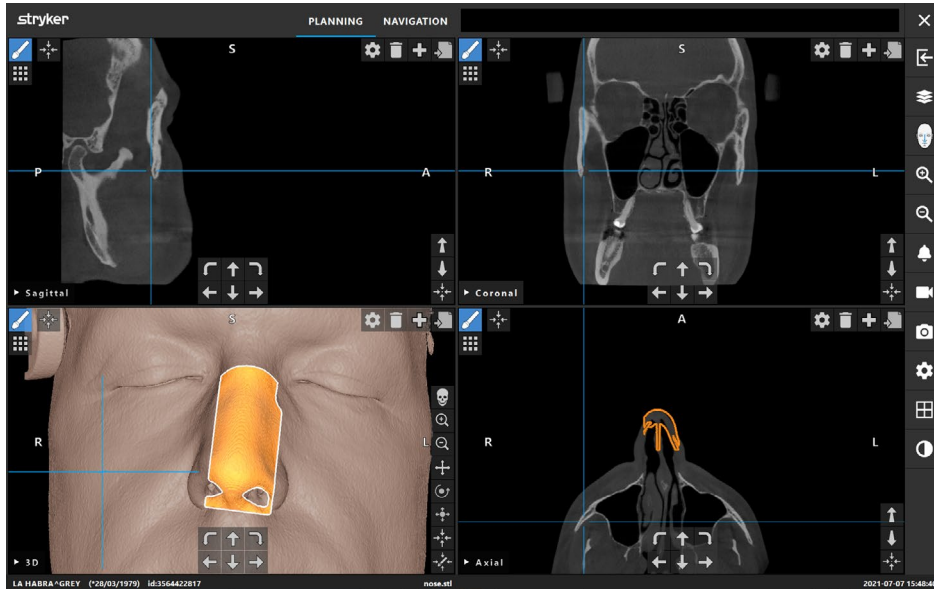 stryker
PLANNING NAVIGATION
S
P
A
Sagittal
S
R
L
Coronal
S
R
L
3D
A
R
L
Axial
LA HABRA^GREY (*28/03/1979) id:3564422817 nose.stl 2021-07-07 15:48:40